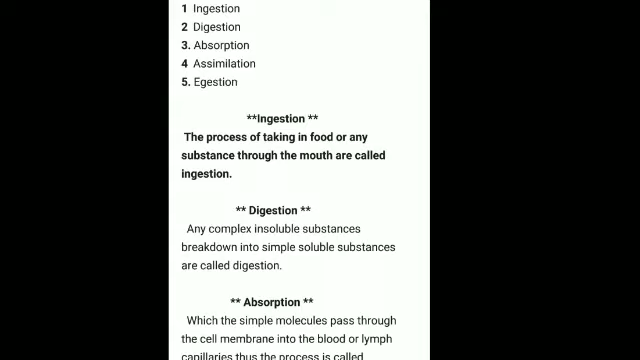 1 Ingestion
2 Digestion
3. Absorption
4 Assimilation
5. Egestion
**Ingestion **
The process of taking in food or any
substance through the mouth are called
ingestion.
** Digestion **
Any complex insoluble substances
breakdown into simple soluble substances
are called digestion.
** Absorption **
Which the simple molecules pass through
the cell membrane into the blood or lymph
capillaries thus the process is called